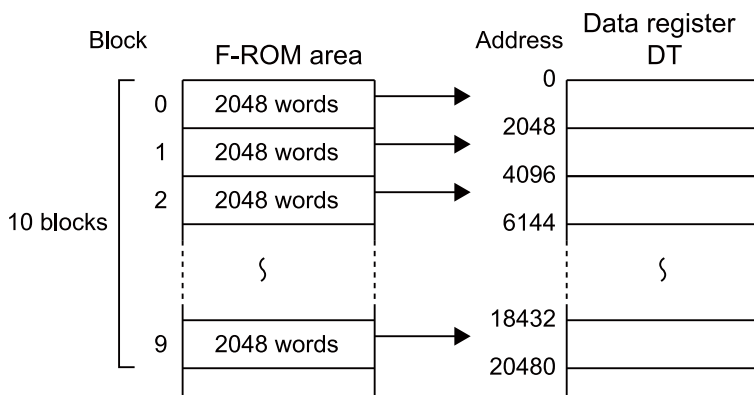 Block
F-ROM area
Address
Data register
DT
0
0
2048 words
2048
1
2048 words
4096
2
2048 words
6144
10 blocks
18432
9
2048 words
20480